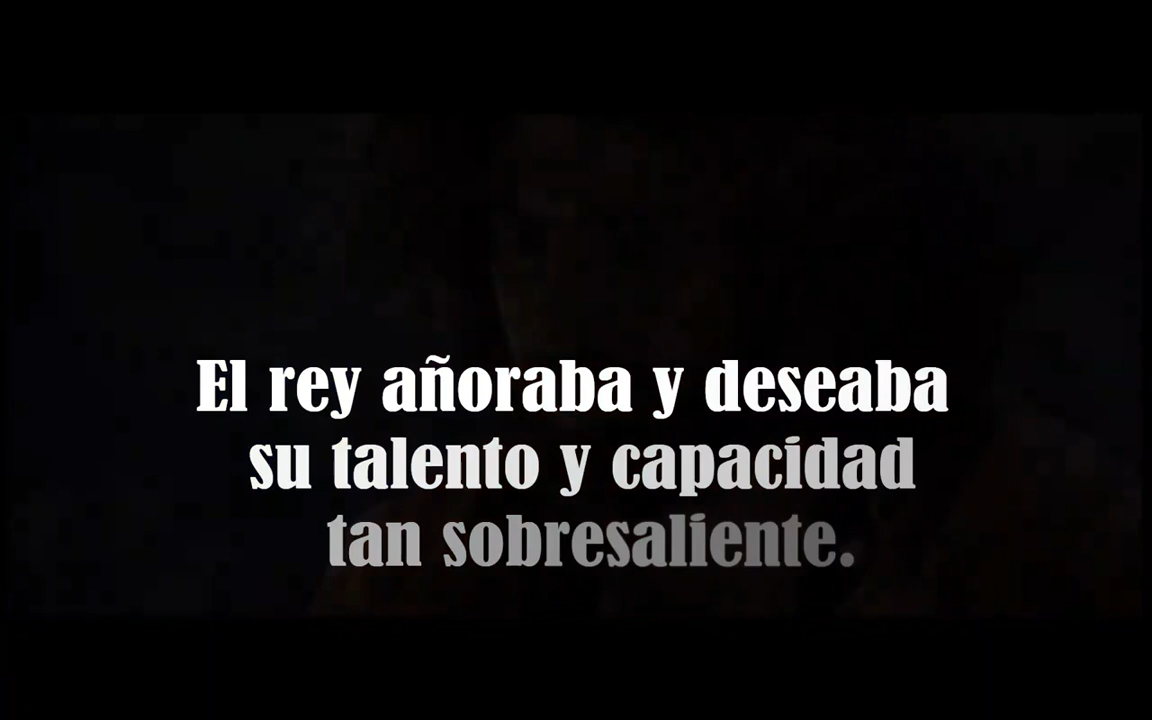 El rey añoraba y deseaba
su talento y capacidad
tan sobresaliente.